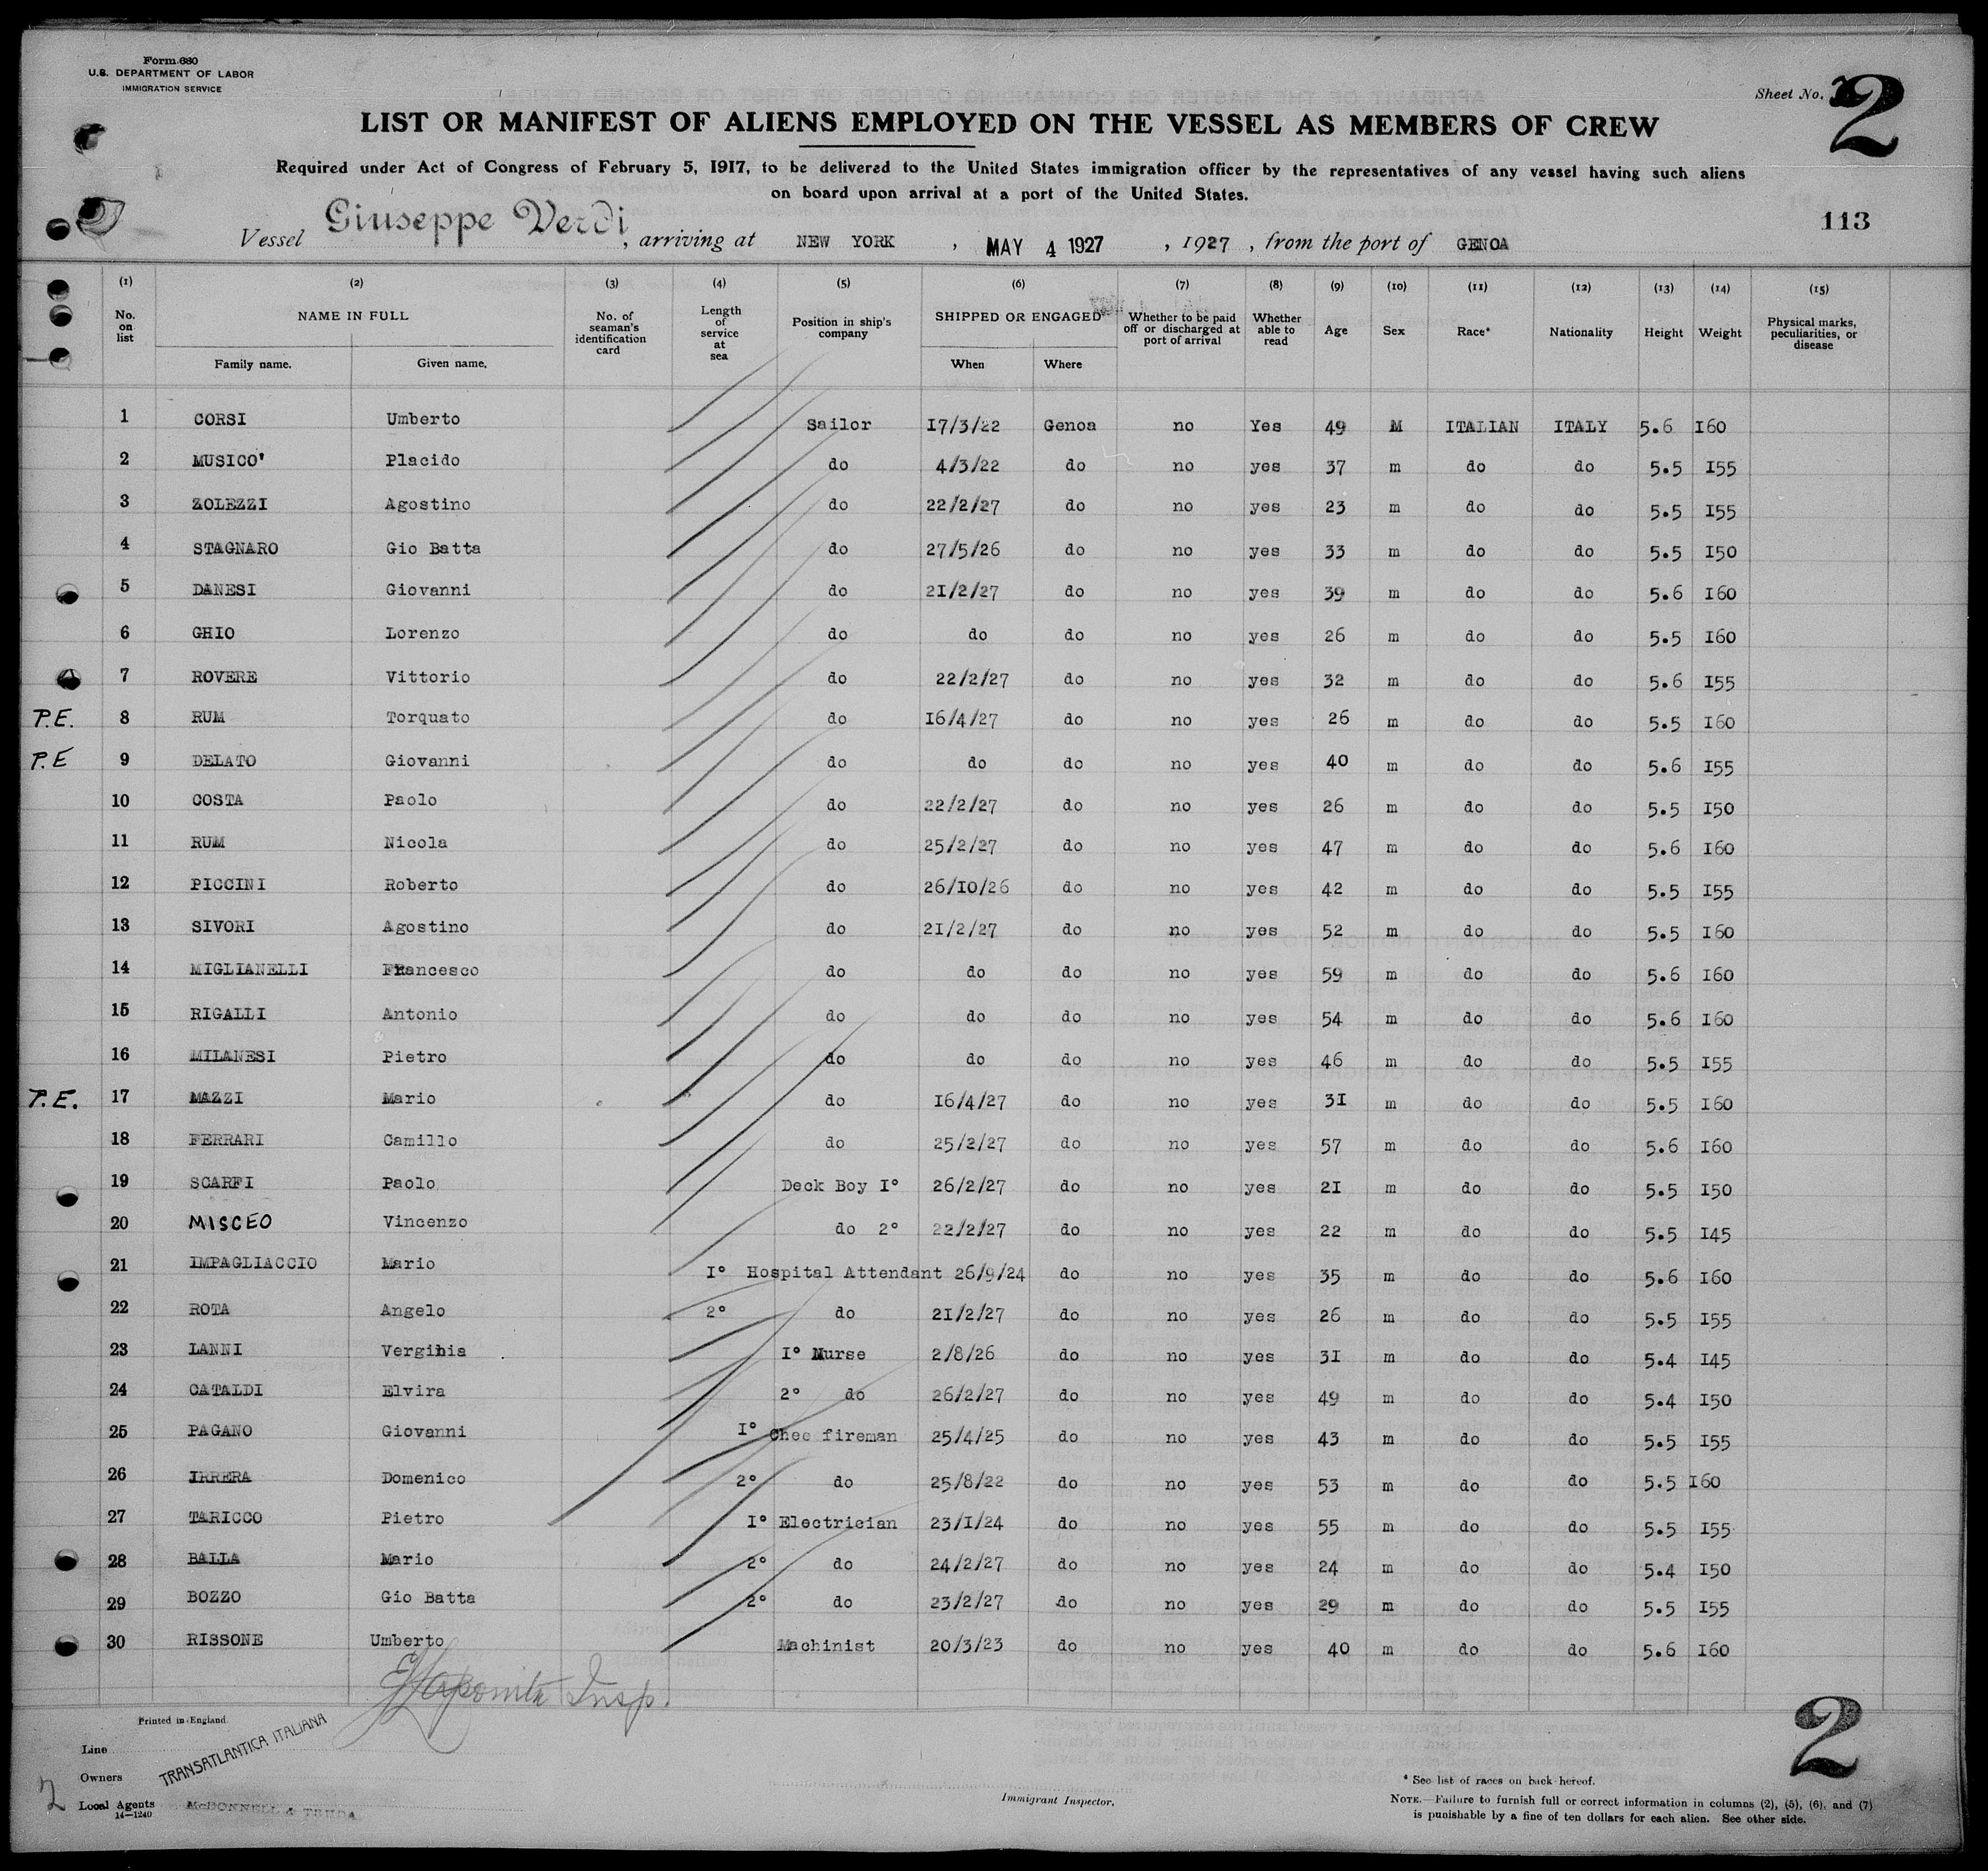 Form 680
U.S. DEPARTMENT OF LABOR
IMMIGRATION SERVICE
Sheet No. 2
LIST OR MANIFEST OF ALIENS EMPLOYED ON THE VESSEL AS MEMBERS OF CREW
Required under Act of Congress of February 5, 1917, to be delivered to the United States immigration officer by the representatives of any vessel having such aliens
on board upon arrival at a port of the United States.
113
Vessel Giuseppe Verdi, arriving at NEW YORK, MAY 4 1927, 1927, from the port of GENOA
(1) (2) (3) (4) (5) (6) (7) (8) (9) (10) (11) (12) (13) (14) (15)
No. on list NAME IN FULL Family name. Given name. No. of seaman's identification card Length of service at sea Position in ship's company SHIPPED OR ENGAGED When Where Whether to be paid off or discharged at port of arrival Whether able to read Age Sex Race* Nationality Height Weight Physical marks, peculiarities, or disease
1 CORSI Umberto Sailor 17/3/22 Genoa no Yes 49 M ITALIAN ITALY 5.6 160
2 MUSICO' Placido do 4/3/22 do no yes 37 m do do 5.5 155
3 ZOLEZZI Agostino do 22/2/27 do no yes 23 m do do 5.5 155
4 STAGNARO Gio Batta do 27/5/26 do no yes 33 m do do 5.5 150
5 DANESI Giovanni do 21/2/27 do no yes 39 m do do 5.6 160
6 GHIO Lorenzo do do do no yes 26 m do do 5.5 160
7 ROVERE Vittorio do 22/2/27 do no yes 32 m do do 5.6 155
P.E. 8 RUM Torquato do 16/4/27 do no yes 26 m do do 5.5 160
P.E 9 DELATO Giovanni do do do no yes 40 m do do 5.6 155
10 COSTA Paolo do 22/2/27 do no yes 26 m do do 5.5 150
11 RUM Nicola do 25/2/27 do no yes 47 m do do 5.6 160
12 PICCINI Roberto do 26/10/26 do no yes 42 m do do 5.5 155
13 SIVORI Agostino do 21/2/27 do no yes 52 m do do 5.5 160
14 MIGLIANELLI Francesco do do do no yes 59 m do do 5.6 160
15 RIGALLI Antonio do do do no yes 54 m do do 5.6 160
16 MILANESI Pietro do do do no yes 46 m do do 5.5 155
P.E. 17 MAZZI Mario do 16/4/27 do no yes 31 m do do 5.5 160
18 FERRARI Camillo do 25/2/27 do no yes 57 m do do 5.6 160
19 SCARFI Paolo Deck Boy 1° 26/2/27 do no yes 21 m do do 5.5 150
20 MISCEO Vincenzo do 2° 22/2/27 do no yes 22 m do do 5.5 145
21 IMPAGLIACCIO Mario 1° Hospital Attendant 26/9/24 do no yes 35 m do do 5.6 160
22 ROTA Angelo 2° do 21/2/27 do no yes 26 m do do 5.5 155
23 IANNI Verginia 1° Nurse 2/8/26 do no yes 31 m do do 5.4 145
24 CATALDI Elvira 2° do 26/2/27 do no yes 49 m do do 5.4 150
25 PAGANO Giovanni 1° Chee fireman 25/4/25 do no yes 43 m do do 5.5 155
26 IRRERA Domenico 2° do 25/8/22 do no yes 53 m do do 5.5 160
27 TARICCO Pietro 1° Electrician 23/1/24 do no yes 55 m do do 5.5 155
28 BALLA Mario 2° do 24/2/27 do no yes 24 m do do 5.4 150
29 BOZZO Gio Batta 2° do 23/2/27 do no yes 29 m do do 5.5 155
30 RISSONE Umberto Machinist 20/3/23 do no yes 40 m do do 5.6 160
Insp.
Printed in England
Line
Owners TRANSATLANTICA ITALIANA
Local Agents McDONNELL &
14—1240
2
Immigrant Inspector.
2
* See list of races on back hereof.
NOTE.—Failure to furnish full or correct information in columns (2), (5), (6), and (7)
is punishable by a fine of ten dollars for each alien. See other side.